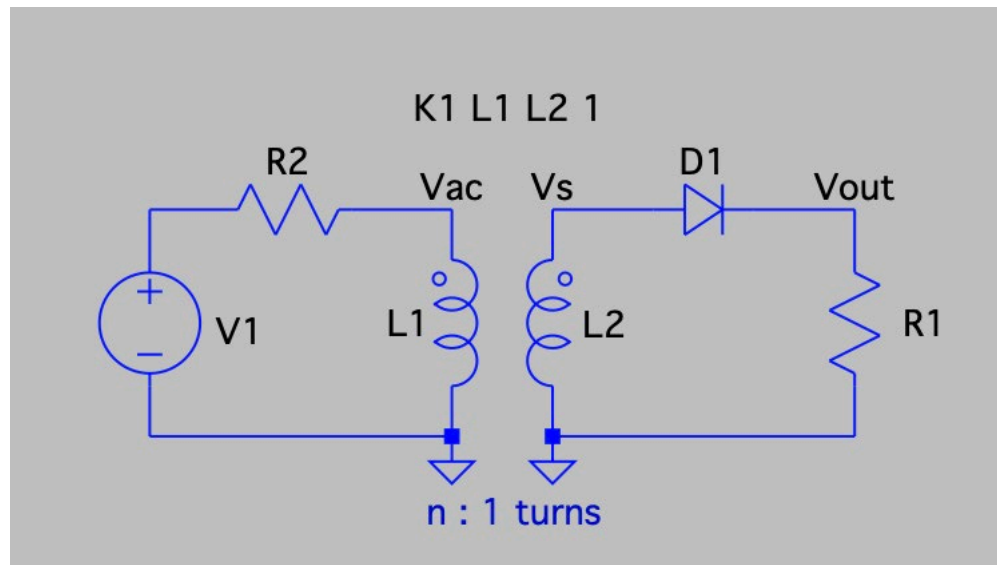 K1 L1 L2 1
R2
Vac
Vs
D1
Vout
V1
L1
L2
R1
n : 1 turns